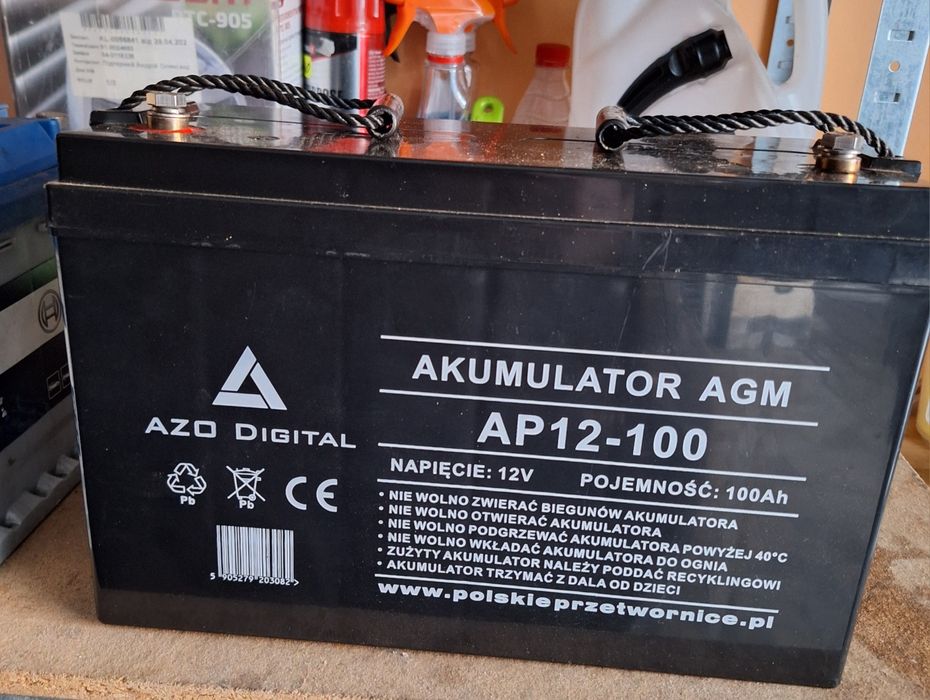 TC-905
AKUMULATOR AGM
AP12-100
AZO DIGITAL
NAPIĘCIE: 12V POJEMNOŚĆ: 100Ah
• NIE WOLNO ZWIERAĆ BIEGUNÓW AKUMULATORA
• NIE WOLNO OTWIERAĆ AKUMULATORA
• NIE WOLNO PODGRZEWAĆ AKUMULATORA POWYŻEJ 40°C
• NIE WOLNO WKŁADAĆ AKUMULATORA DO OGNIA
• ZUŻYTY AKUMULATOR NALEŻY PODDAĆ RECYKLINGOWI
• AKUMULATOR TRZYMAĆ Z DALA OD DZIECI
www.polskieprzetwornice.pl
Pb Pb CE
5 905279 203082 >